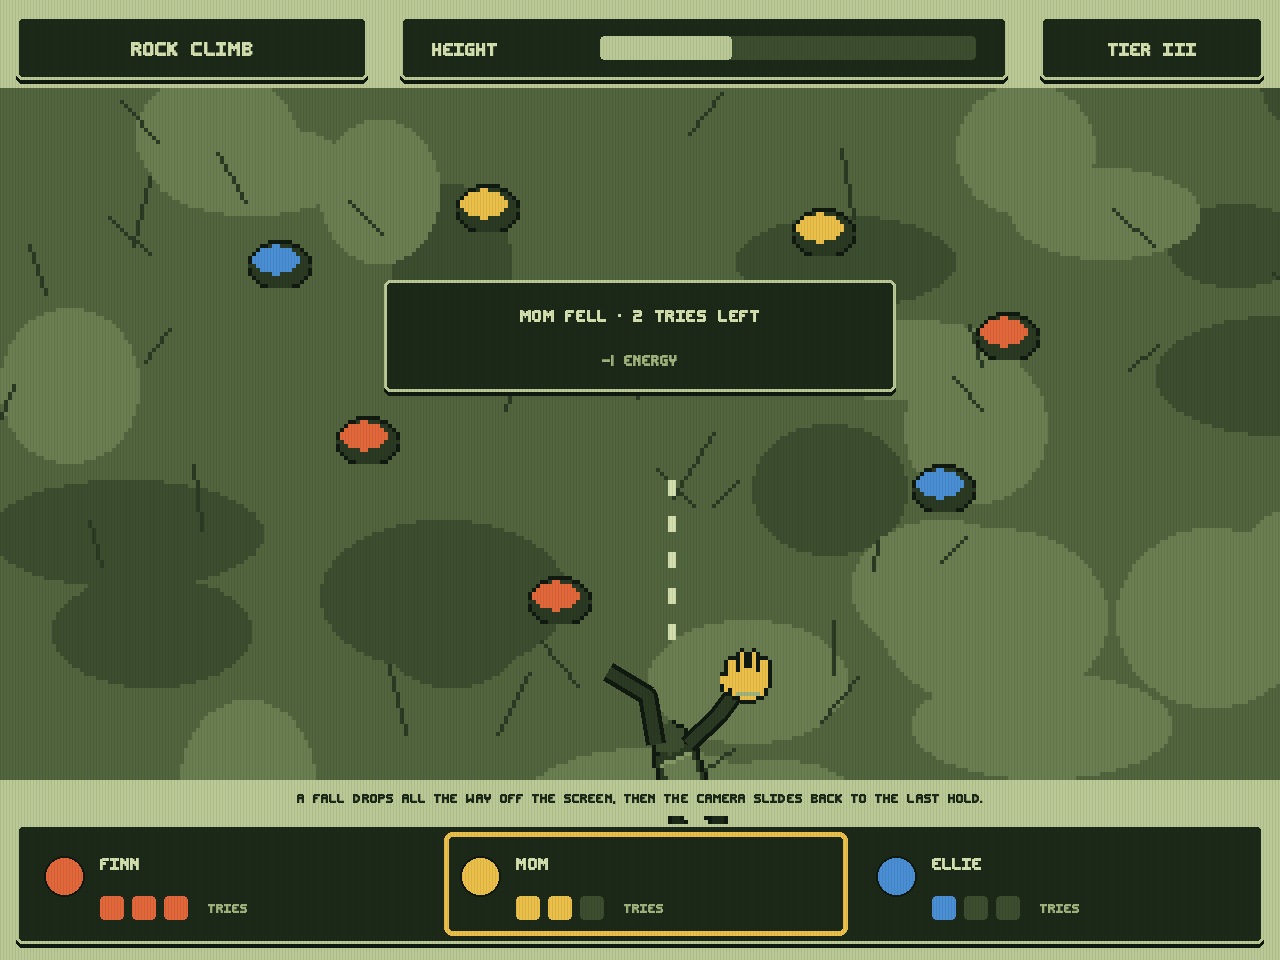 ROCK CLIMB
HEIGHT
TIER III
MOM FELL · 2 TRIES LEFT
-1 ENERGY
A FALL DROPS ALL THE WAY OFF THE SCREEN, THEN THE CAMERA SLIDES BACK TO THE LAST HOLD.
FINN
TRIES
MOM
TRIES
ELLIE
TRIES